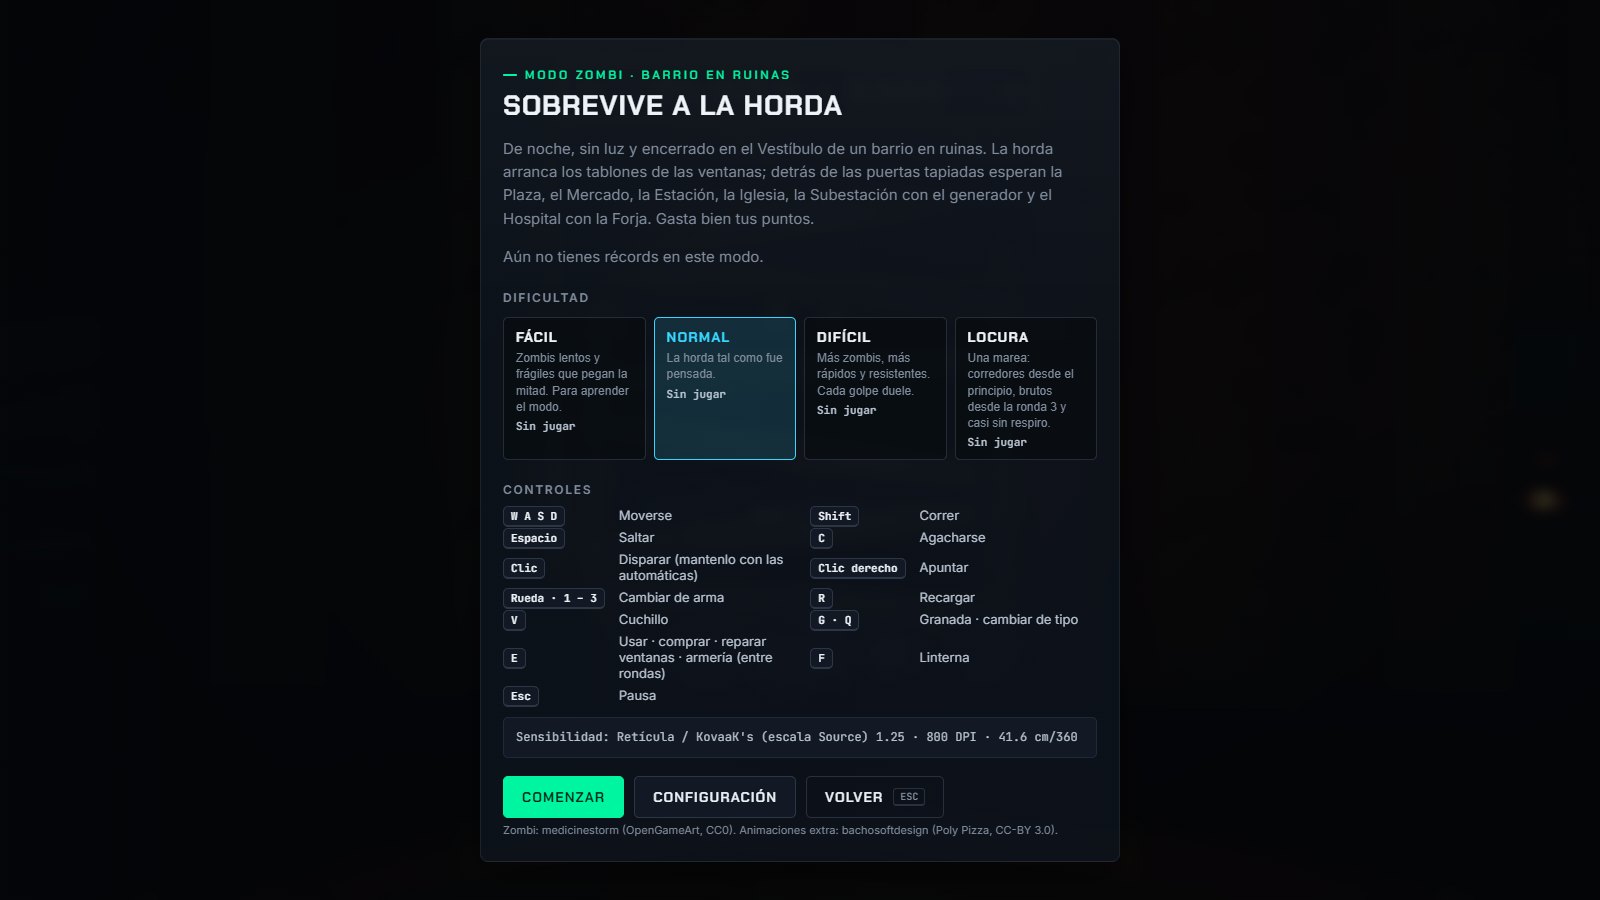 — MODO ZOMBI · BARRIO EN RUINAS
SOBREVIVE A LA HORDA
De noche, sin luz y encerrado en el Vestíbulo de un barrio en ruinas. La horda
arranca los tablones de las ventanas; detrás de las puertas tapiadas esperan la
Plaza, el Mercado, la Estación, la Iglesia, la Subestación con el generador y el
Hospital con la Forja. Gasta bien tus puntos.
Aún no tienes récords en este modo.
DIFICULTAD
FÁCIL
Zombis lentos y
frágiles que pegan la
mitad. Para aprender
el modo.
Sin jugar
NORMAL
La horda tal como fue
pensada.
Sin jugar
DIFÍCIL
Más zombis, más
rápidos y resistentes.
Cada golpe duele.
Sin jugar
LOCURA
Una marea:
corredores desde el
principio, brutos
desde la ronda 3 y
casi sin respiro.
Sin jugar
CONTROLES
W A S D Moverse Shift Correr
Espacio Saltar C Agacharse
Clic Disparar (mantenlo con las
automáticas) Clic derecho Apuntar
Rueda · 1 – 3 Cambiar de arma R Recargar
V Cuchillo G · Q Granada · cambiar de tipo
E Usar · comprar · reparar
ventanas · armería (entre
rondas) F Linterna
Esc Pausa
Sensibilidad: Retícula / KovaaK's (escala Source) 1.25 · 800 DPI · 41.6 cm/360
COMENZAR CONFIGURACIÓN VOLVER ESC
Zombi: medicinestorm (OpenGameArt, CC0). Animaciones extra: bachosoftdesign (Poly Pizza, CC-BY 3.0).